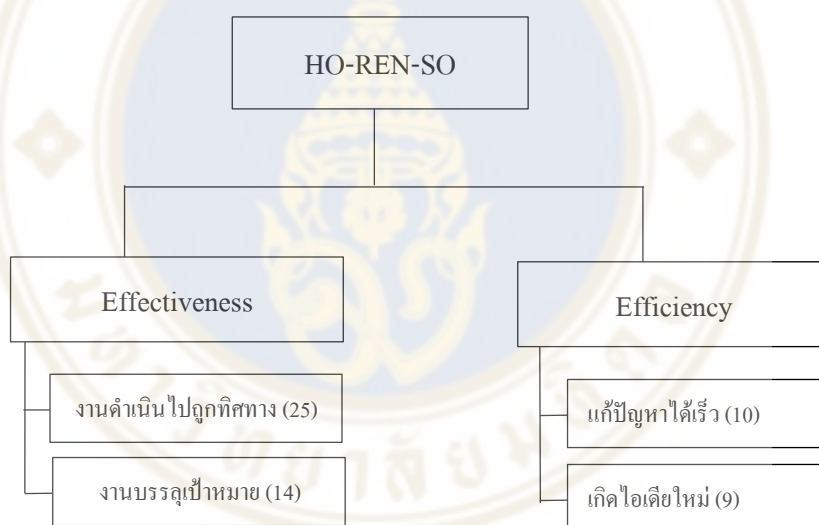 HO-REN-SO
Effectiveness
Efficiency
งานดำเนินไปถูกทิศทาง (25)
แก้ปัญหาได้เร็ว (10)
งานบรรลุเป้าหมาย (14)
เกิดไอเดียใหม่ (9)